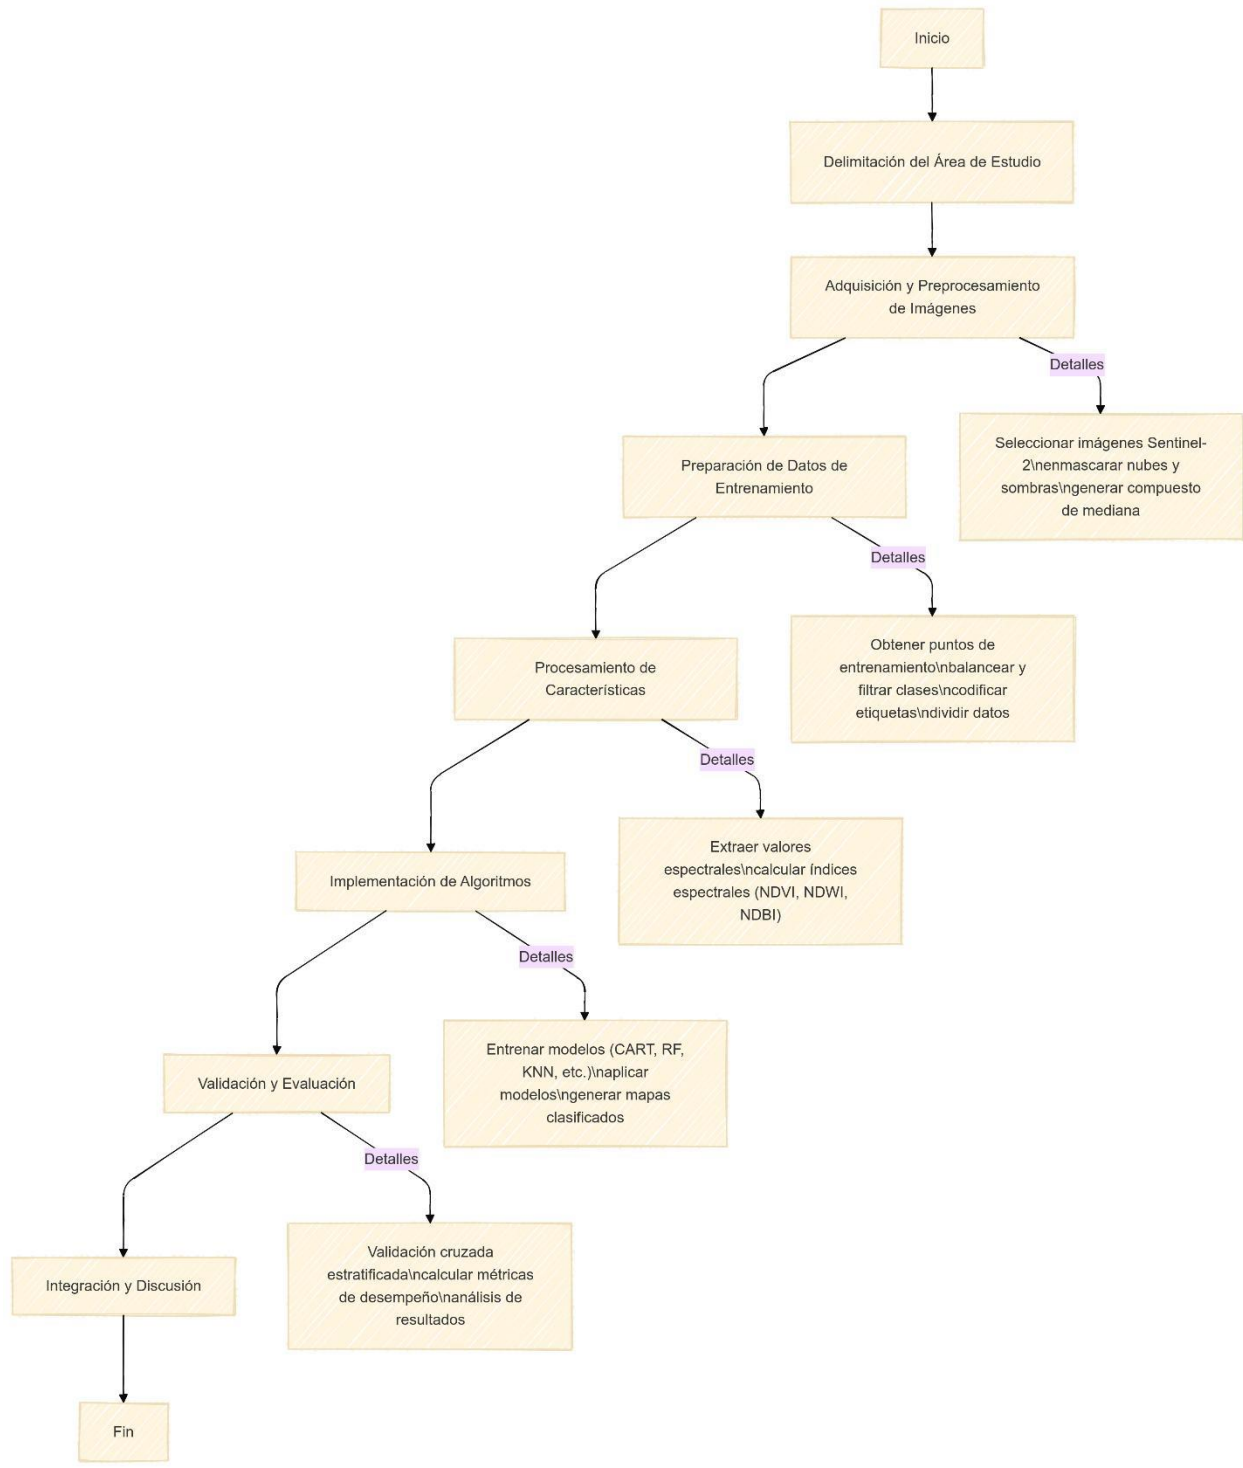 Inicio
Delimitación del Área de Estudio
Adquisición y Preprocesamiento
de Imágenes
Detalles
Seleccionar imágenes Sentinel-
2\nenmascarar nubes y
sombras\ngenerar compuesto
de mediana
Preparación de Datos de
Entrenamiento
Detalles
Obtener puntos de
entrenamiento\nbalancear y
filtrar clases\ncodificar
etiquetas\ndividir datos
Procesamiento de
Características
Detalles
Extraer valores
espectrales\ncalcular índices
espectrales (NDVI, NDWI,
NDBI)
Implementación de Algoritmos
Detalles
Entrenar modelos (CART, RF,
KNN, etc.)\naplicar
modelos\ngenerar mapas
clasificados
Validación y Evaluación
Detalles
Validación cruzada
estratificada\ncalcular métricas
de desempeño\nanálisis de
resultados
Integración y Discusión
Fin